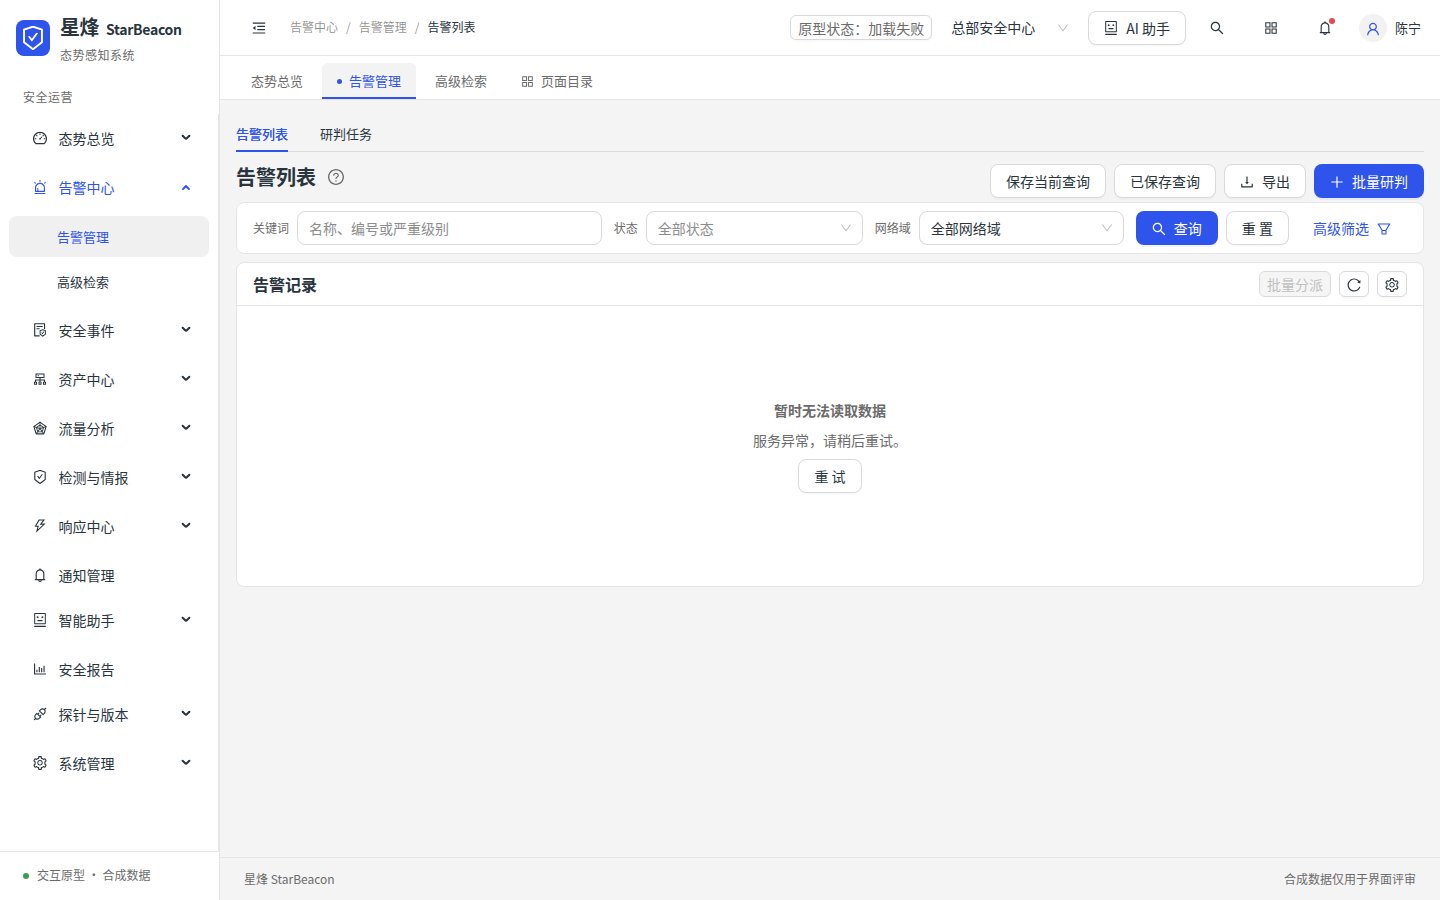 星烽 StarBeacon
态势感知系统
安全运营
态势总览
告警中心
告警管理
高级检索
安全事件
资产中心
流量分析
检测与情报
响应中心
通知管理
智能助手
安全报告
探针与版本
系统管理
交互原型 · 合成数据
告警中心 / 告警管理 / 告警列表
原型状态：加载失败
总部安全中心
AI 助手
陈宁
态势总览
告警管理
高级检索
页面目录
告警列表
研判任务
告警列表
保存当前查询
已保存查询
导出
批量研判
关键词
名称、编号或严重级别
状态
全部状态
网络域
全部网络域
查询
重 置
高级筛选
告警记录
批量分派
暂时无法读取数据
服务异常，请稍后重试。
重 试
星烽 StarBeacon
合成数据仅用于界面评审